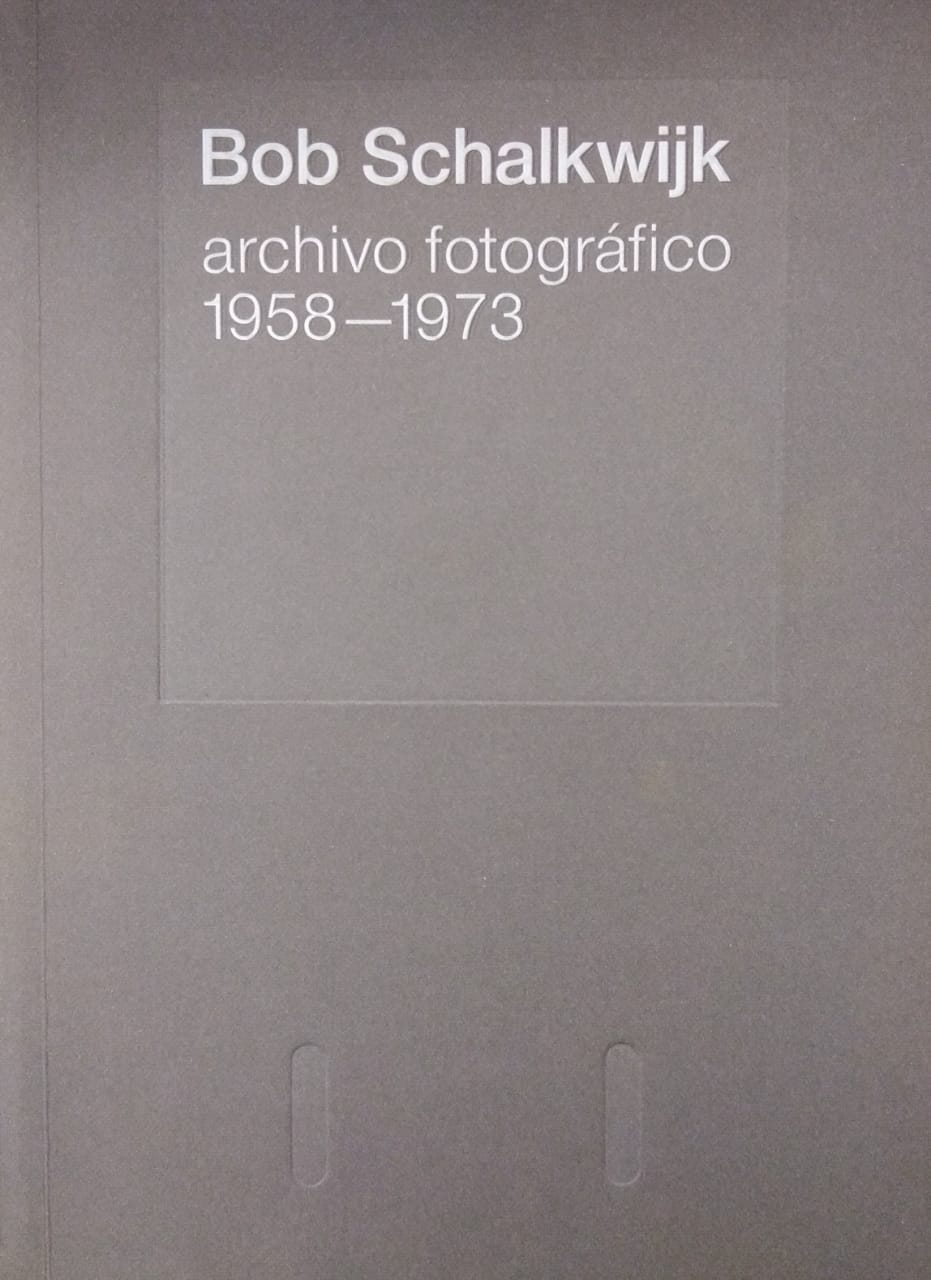 Bob Schalkwijk
archivo fotográfico
1958—1973